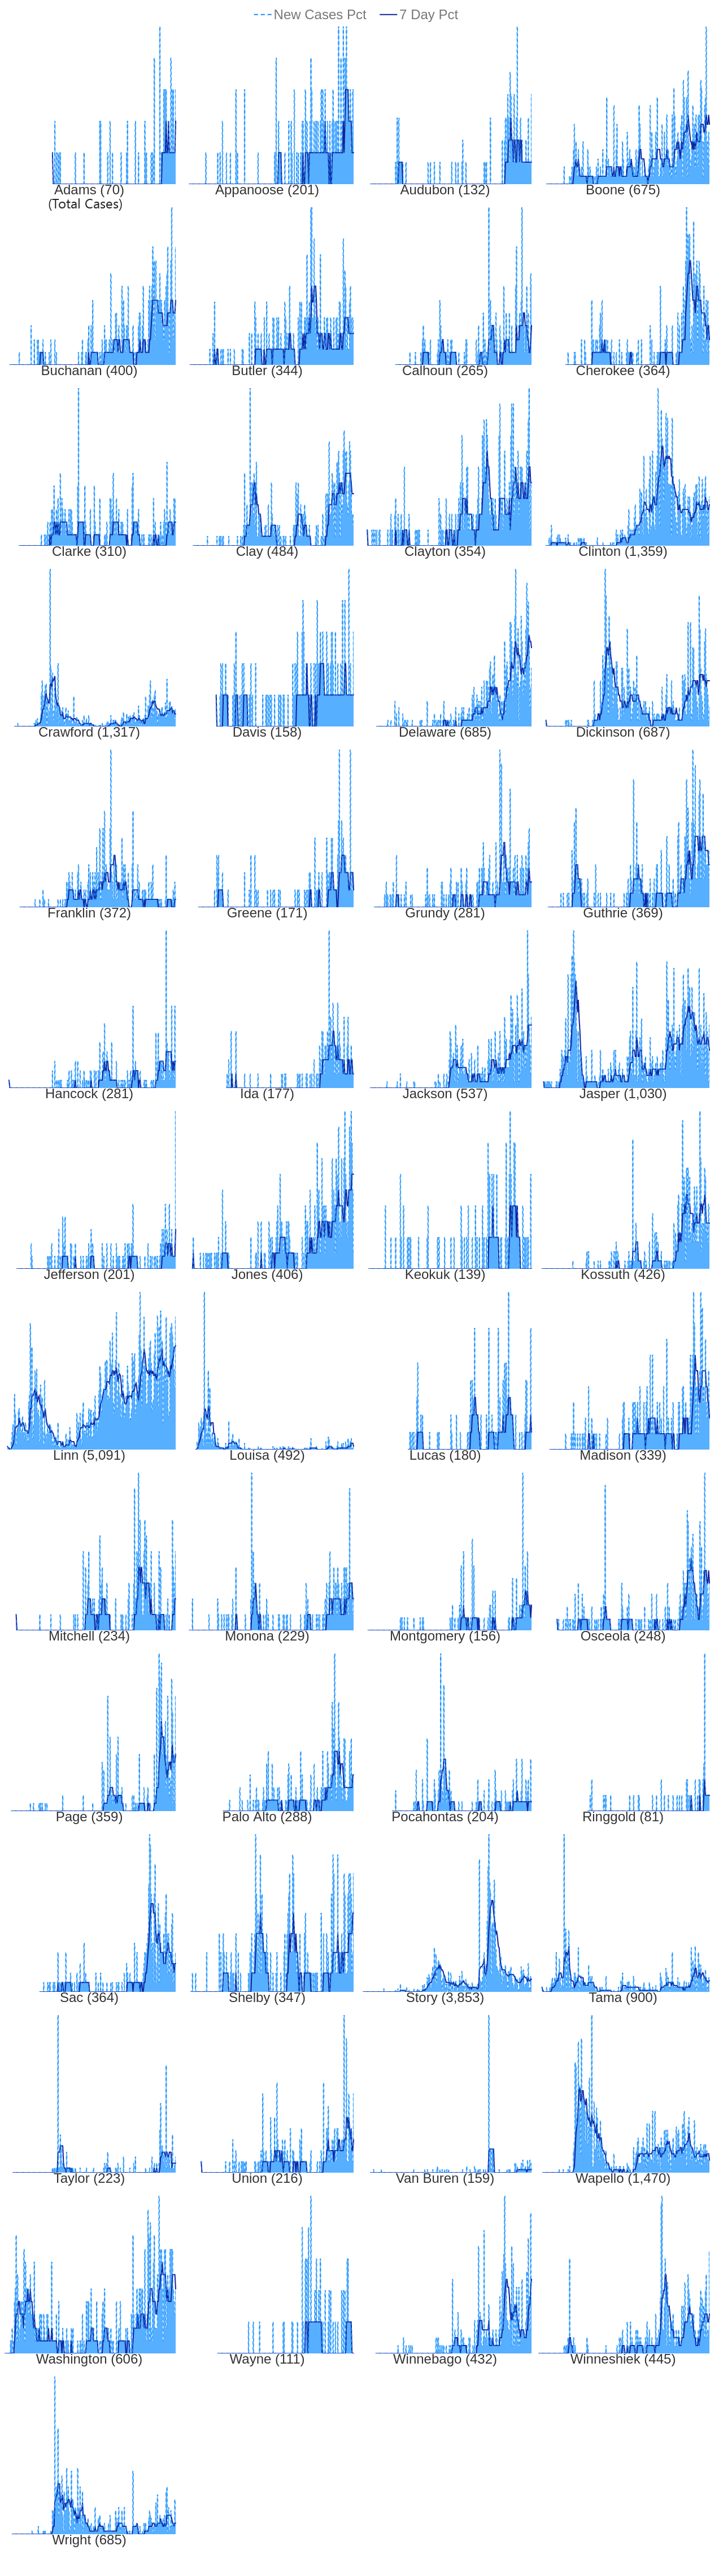 New Cases Pct 7 Day Pct
Adams (70) Appanoose (201) Audubon (132) Boone (675)
(Total Cases)
Buchanan (400) Butler (344) Calhoun (265) Cherokee (364)
Clarke (310) Clay (484) Clayton (354) Clinton (1,359)
Crawford (1,317) Davis (158) Delaware (685) Dickinson (687)
Franklin (372) Greene (171) Grundy (281) Guthrie (369)
Hancock (281) Ida (177) Jackson (537) Jasper (1,030)
Jefferson (201) Jones (406) Keokuk (139) Kossuth (426)
Linn (5,091) Louisa (492) Lucas (180) Madison (339)
Mitchell (234) Monona (229) Montgomery (156) Osceola (248)
Page (359) Palo Alto (288) Pocahontas (204) Ringgold (81)
Sac (364) Shelby (347) Story (3,853) Tama (900)
Taylor (223) Union (216) Van Buren (159) Wapello (1,470)
Washington (606) Wayne (111) Winnebago (432) Winneshiek (445)
Wright (685)